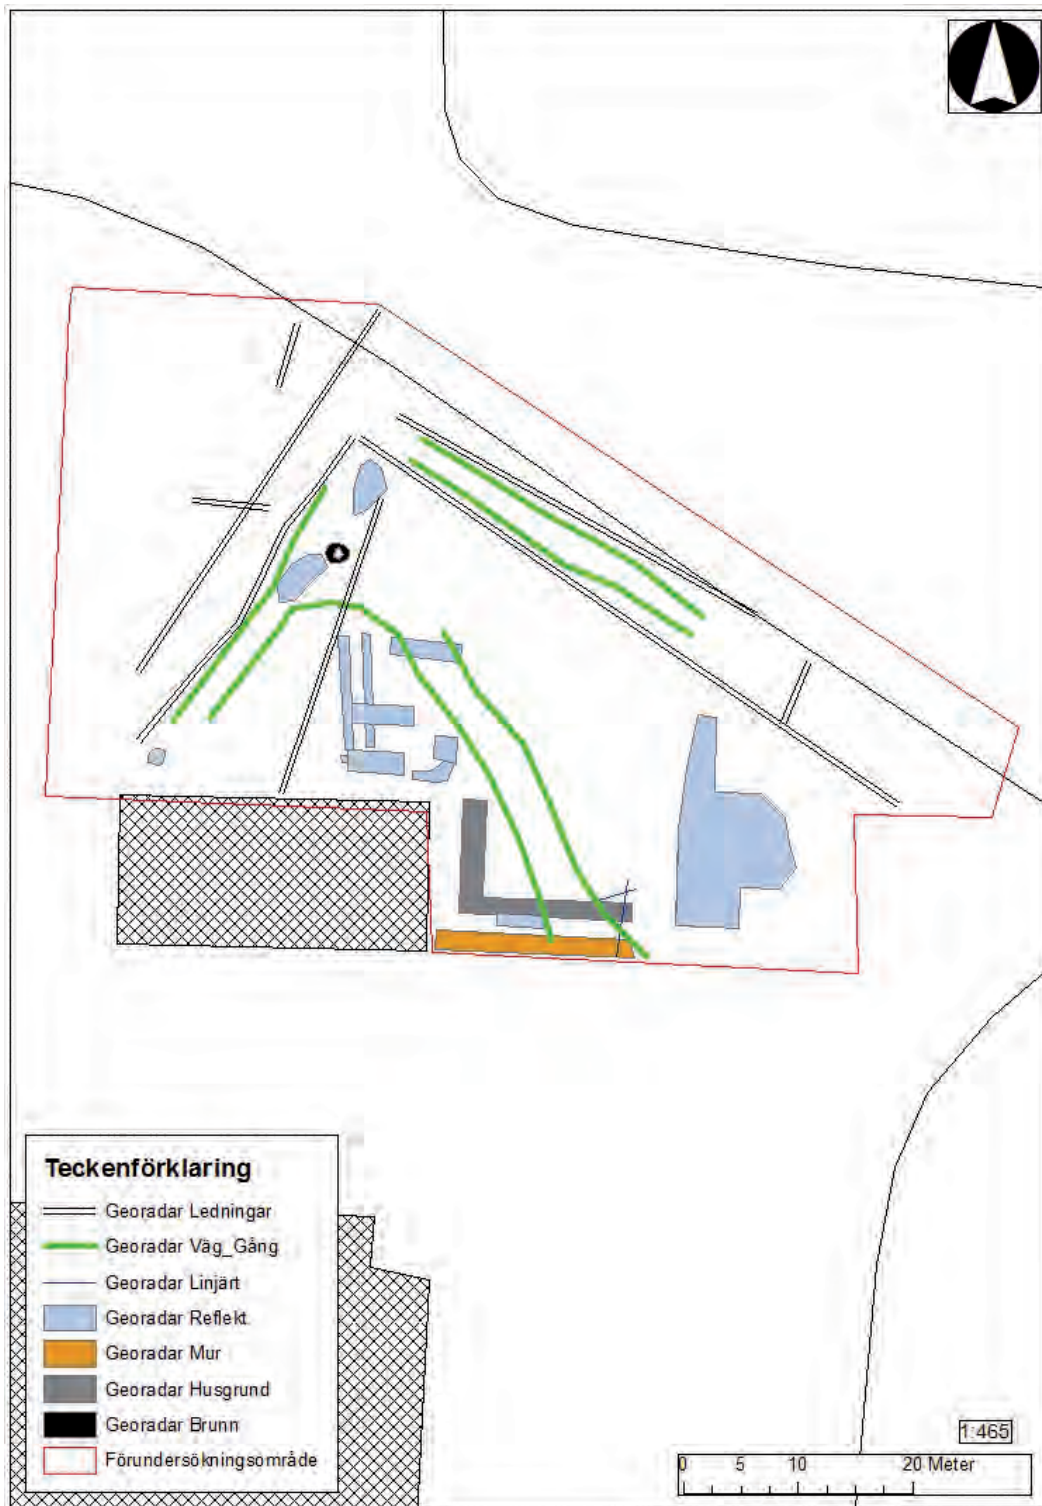 Teckenförklaring
Georadar Ledningar
Georadar Väg_Gång
Georadar Linjärt
Georadar Reflekt.
Georadar Mur
Georadar Husgrund
Georadar Brunn
Förundersökningsområde
1:465
0 5 10 20 Meter